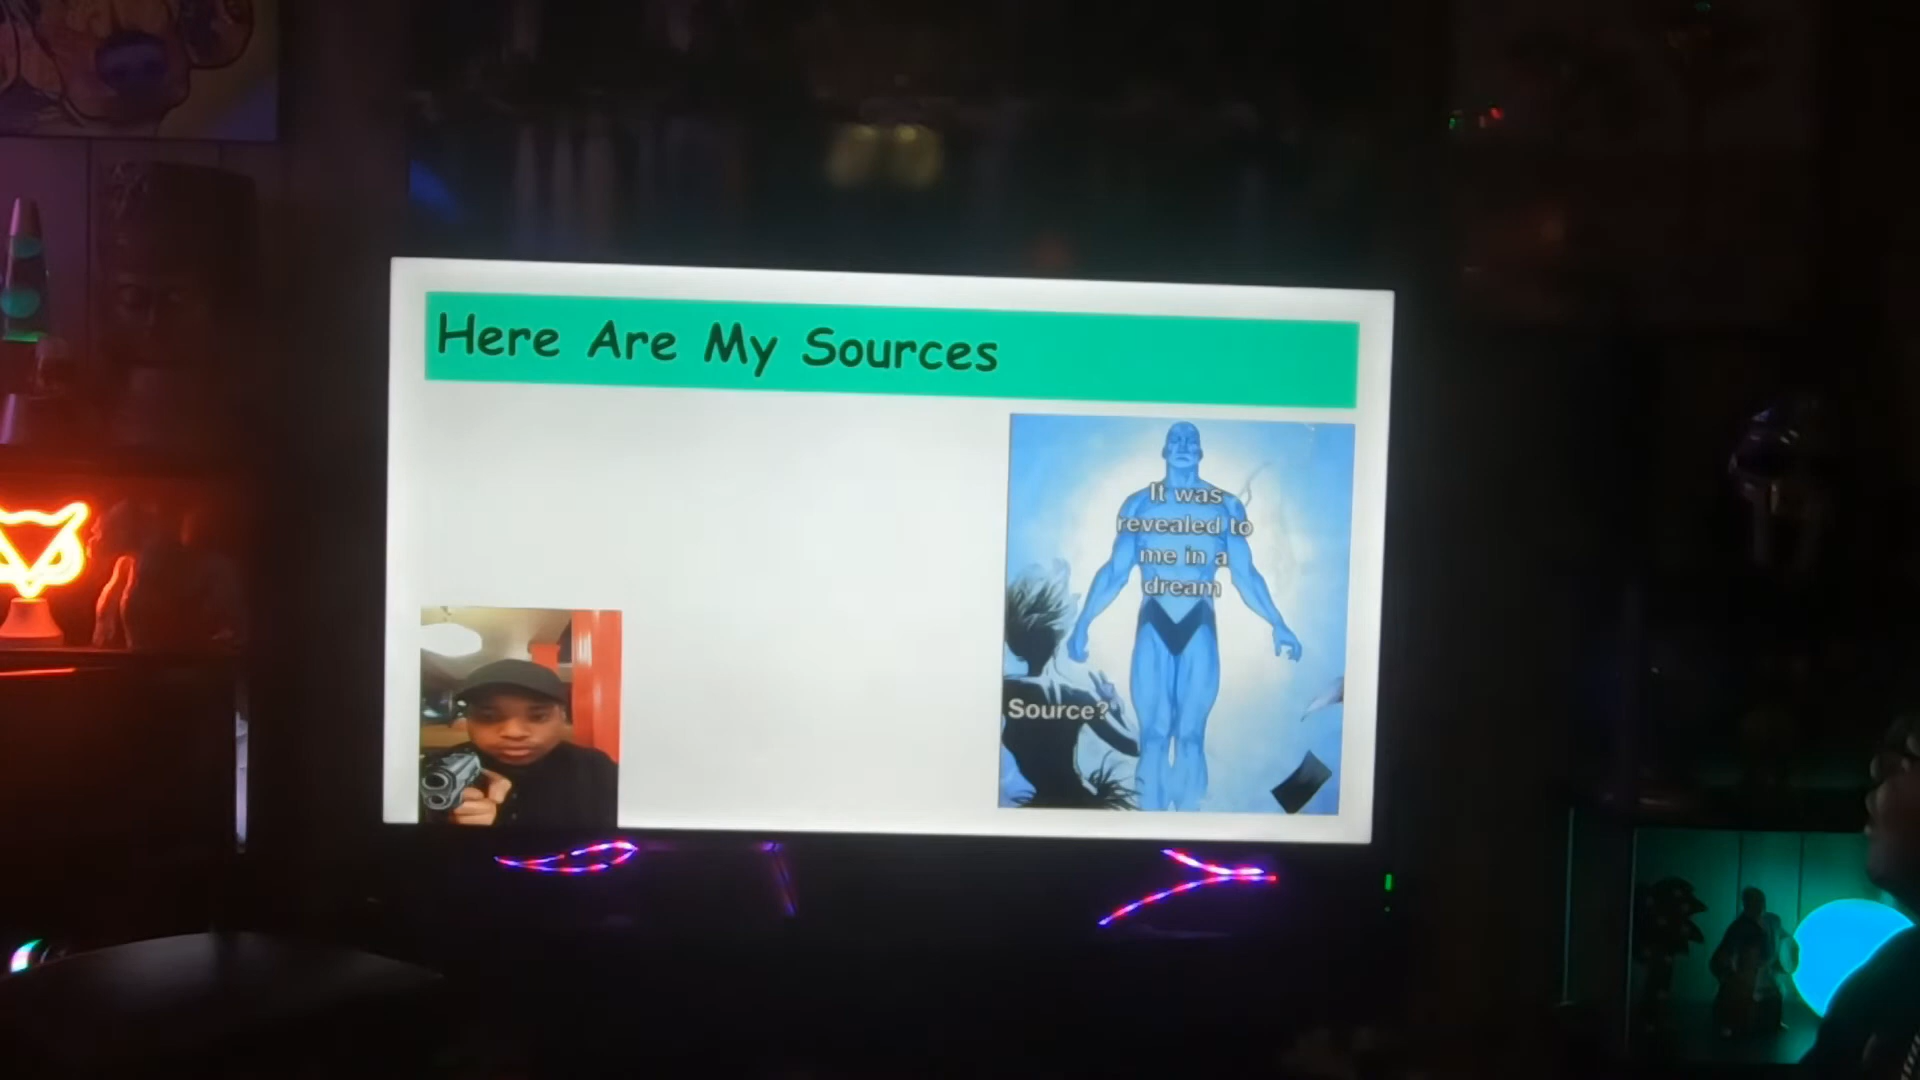 Here Are My Sources
It was
revealed to
me in a
dream
Source?